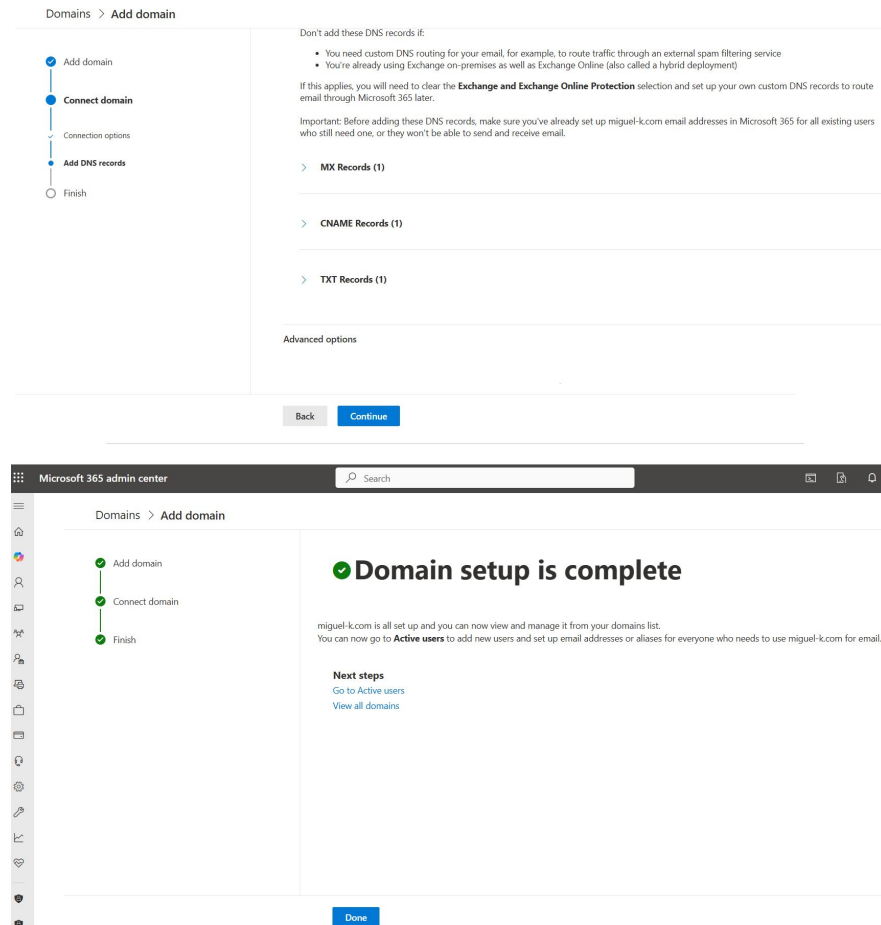 Domains > Add domain
Don't add these DNS records if:
• You need custom DNS routing for your email, for example, to route traffic through an external spam filtering service
• You're already using Exchange on-premises as well as Exchange Online (also called a hybrid deployment)
If this applies, you will need to clear the Exchange and Exchange Online Protection selection and set up your own custom DNS records to route
email through Microsoft 365 later.
Important: Before adding these DNS records, make sure you've already set up miguel-k.com email addresses in Microsoft 365 for all existing users
who still need one, or they won't be able to send and receive email.
Add domain
Connect domain
Connection options
Add DNS records
Finish
MX Records (1)
CNAME Records (1)
TXT Records (1)
Advanced options
Back
Continue
Microsoft 365 admin center
Search
Domains > Add domain
Add domain
Connect domain
Finish
Domain setup is complete
miguel-k.com is all set up and you can now view and manage it from your domains list.
You can now go to Active users to add new users and set up email addresses or aliases for everyone who needs to use miguel-k.com for email.
Next steps
Go to Active users
View all domains
Done